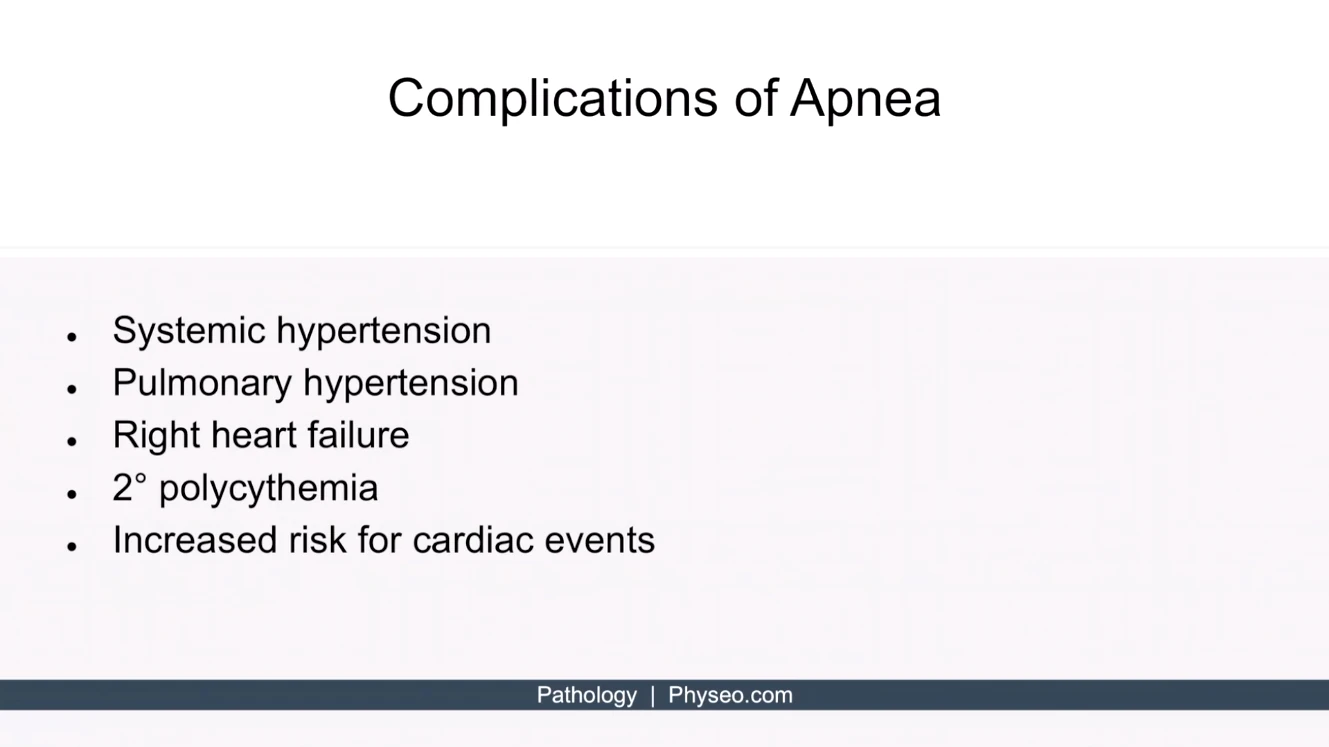 Complications of Apnea
• Systemic hypertension
• Pulmonary hypertension
• Right heart failure
• 2° polycythemia
• Increased risk for cardiac events
Pathology | Physeo.com